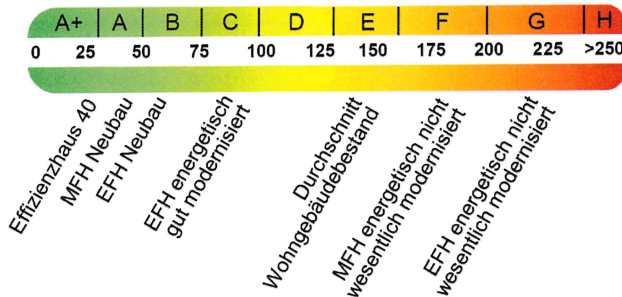 A+ A B C D E F G H
0 25 50 75 100 125 150 175 200 225 >250
Effizienzhaus 40
MFH Neubau
EFH Neubau
EFH energetisch
gut modernisiert
Durchschnitt
Wohngebäudebestand
MFH energetisch nicht
wesentlich modernisiert
EFH energetisch nicht
wesentlich modernisiert